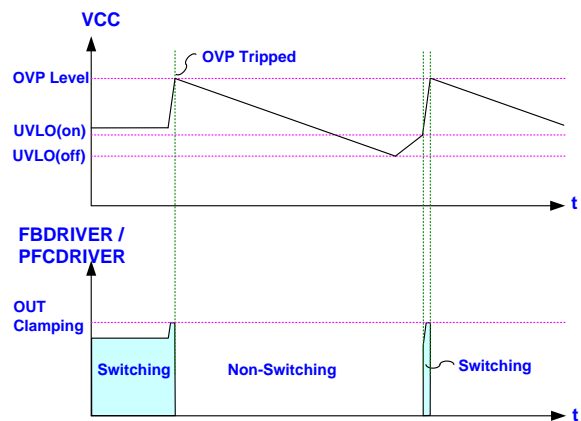 VCC
OVP Tripped
OVP Level
UVLO(on)
UVLO(off)
t
FBDRIVER /
PFCDRIVER
OUT
Clamping
Switching
Non-Switching
Switching
t